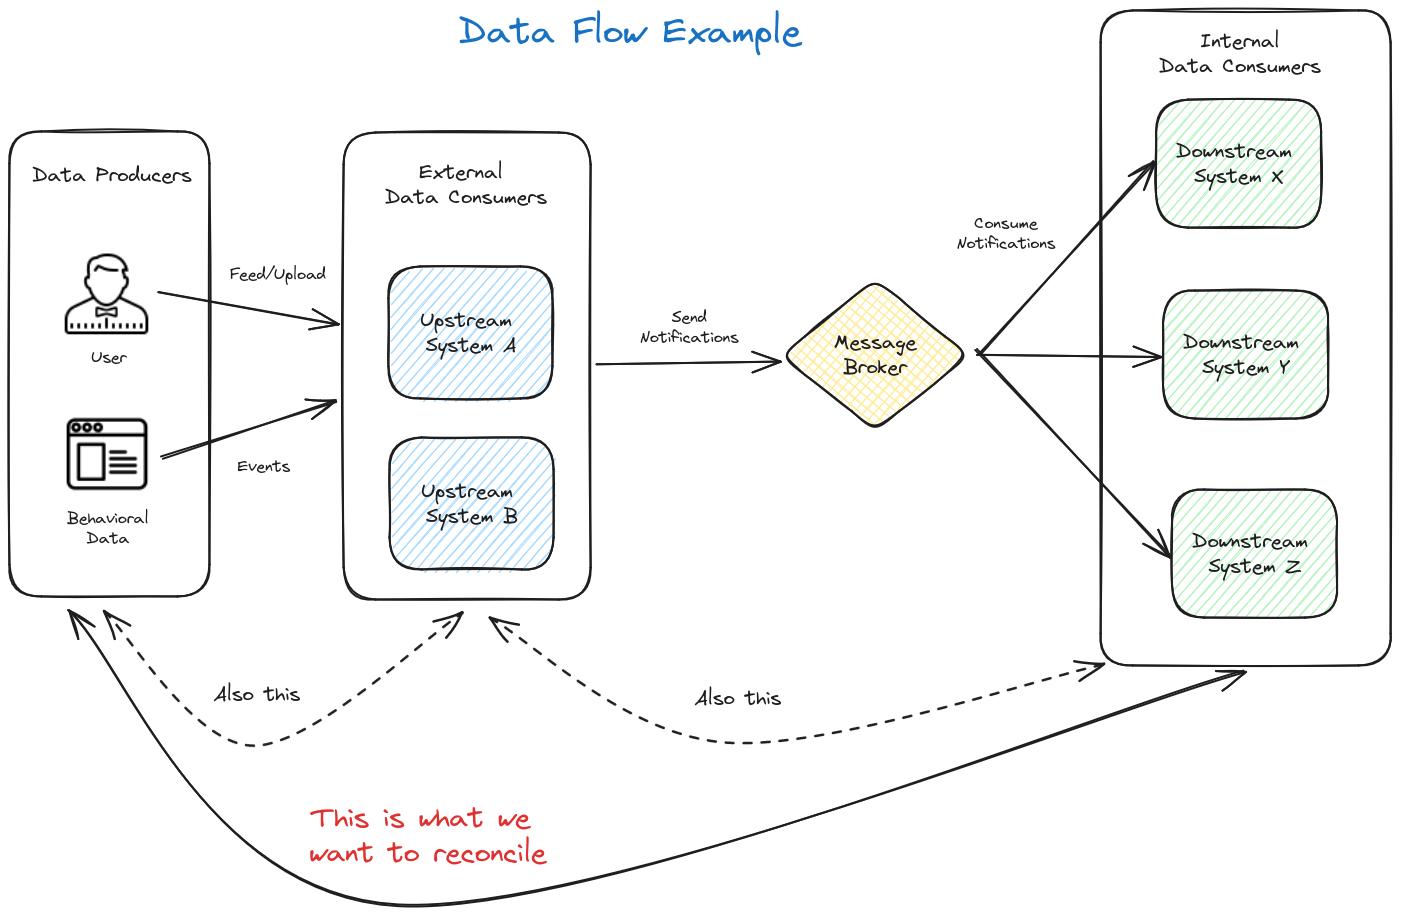 Data Flow Example
Data Producers
User
Behavioral
Data
Feed/Upload
Events
External
Data Consumers
Upstream
System A
Upstream
System B
Send
Notifications
Message
Broker
Consume
Notifications
Internal
Data Consumers
Downstream
System X
Downstream
System Y
Downstream
System Z
Also this
Also this
This is what we
want to reconcile